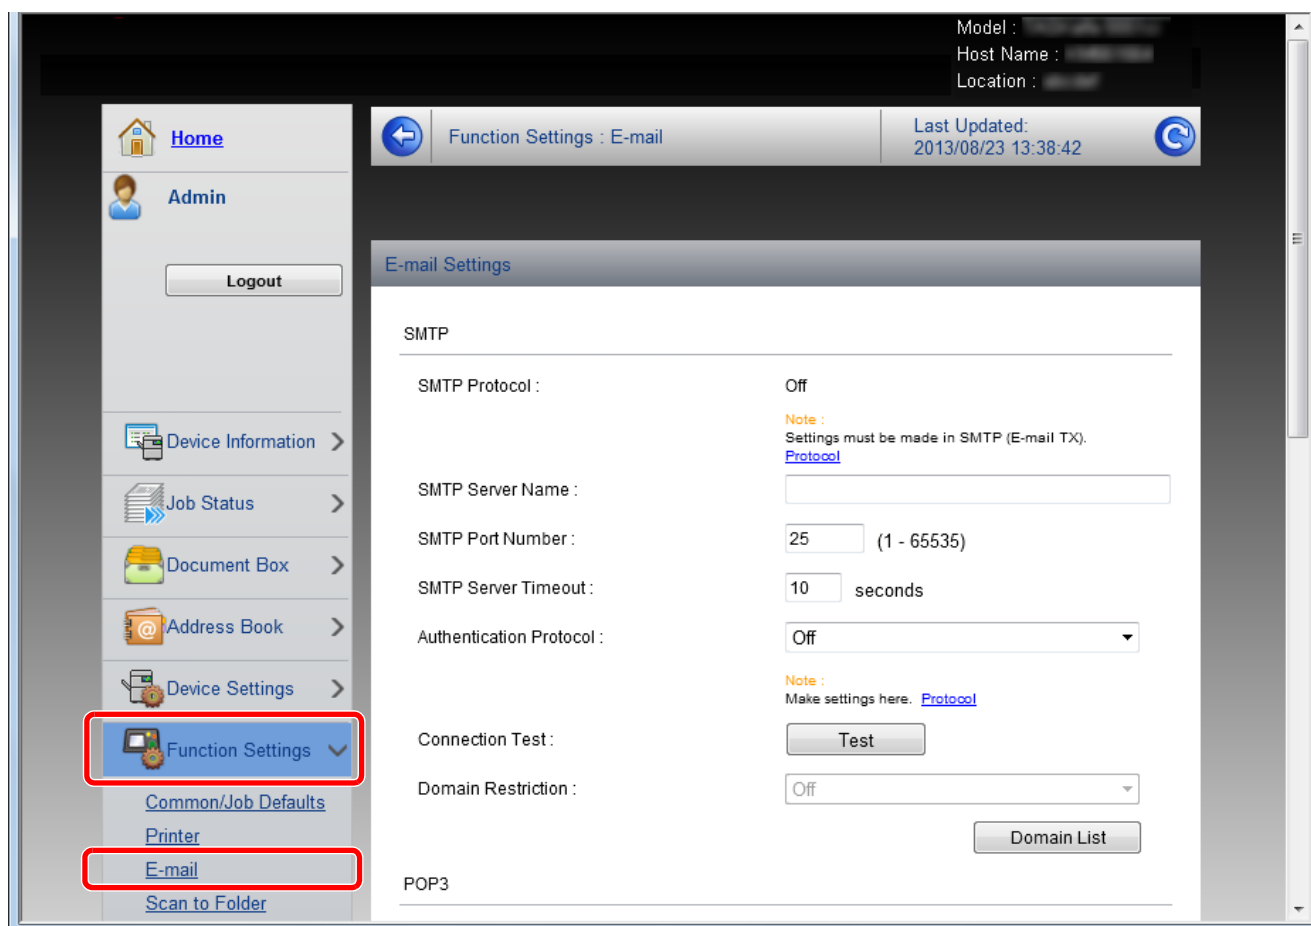 Model :
Host Name :
Location :
Home
Admin
Logout
Device Information
Job Status
Document Box
Address Book
Device Settings
Function Settings
Common/Job Defaults
Printer
E-mail
Scan to Folder
Function Settings : E-mail
Last Updated:
2013/08/23 13:38:42
E-mail Settings
SMTP
SMTP Protocol :
Off
Note :
Settings must be made in SMTP (E-mail TX).
Protocol
SMTP Server Name :
SMTP Port Number :
25 (1 - 65535)
SMTP Server Timeout :
10 seconds
Authentication Protocol :
Off
Note :
Make settings here. Protocol
Connection Test :
Test
Domain Restriction :
Off
Domain List
POP3